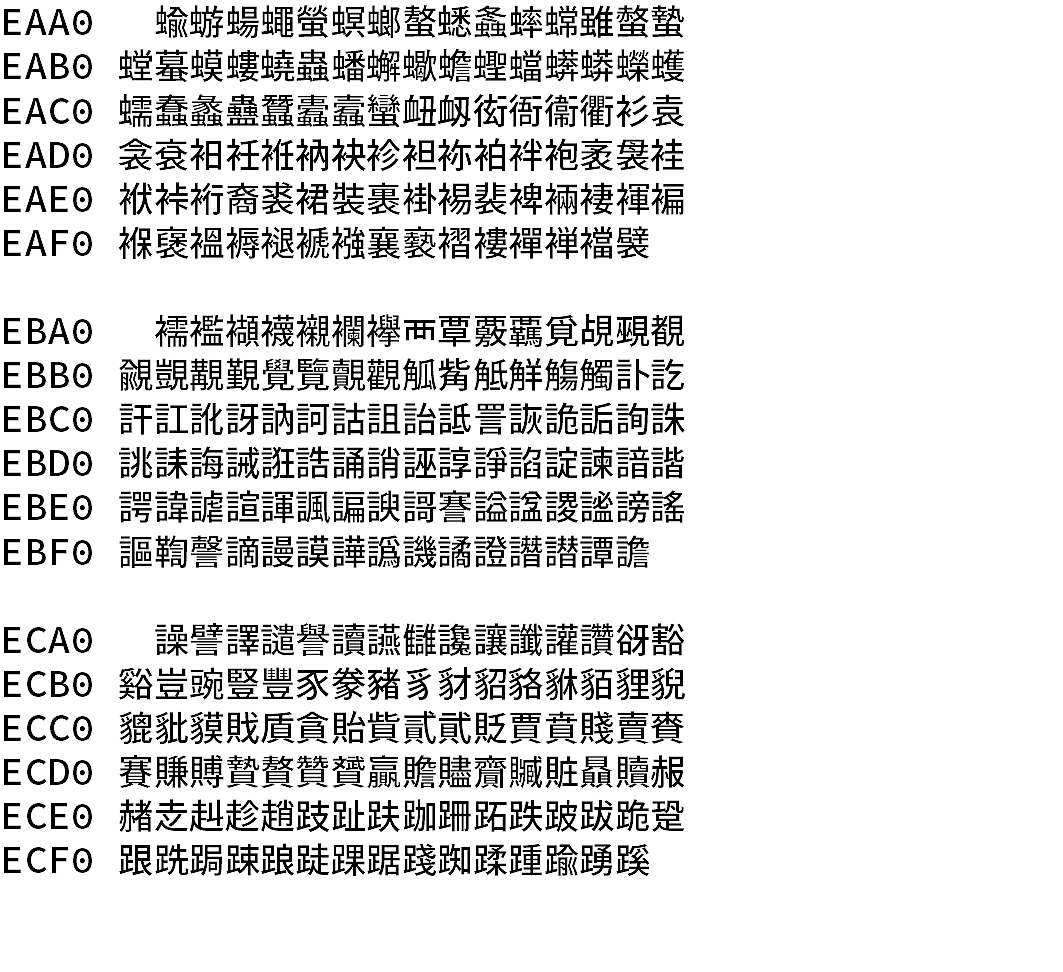 EAA0 蝓蝣蝪蠅螢螟螂螯蟋螽蟀蟐雖螫蟄
EAB0 螳蟇蟆螻蟯蟲蟠蠏蠍蟾蟶蟷蠎蟒蠑蠖
EAC0 蠕蠢蠡蠱蠶蠹蠧蠻衄衂衒衙衞衢衫袁
EAD0 衾袞衵衽袵衲袂袗袒袮袙袢袍袤袰袿
EAE0 袱裃裄裔裘裙裝裹褂裼裴裨裲褄褌褊
EAF0 褓襃褞褥褪褫襁襄褻褶褸襌褝襠襞
EBA0 襦襤襭襪襯襴襷襾覃覈覊覓覘覡覩
EBB0 覦覬覯覲覺覽覿觀觚觜觝觧觴觸訃訖
EBC0 訐訌訛訝訥訶詁詛詒詆詈詼詭詬詢誅
EBD0 誂誄誨誡誑誥誦誚誣諄諍諂諚諫諳諧
EBE0 諤諱謔諠諢諷諞諛謌謇謚諡謖謐謗謠
EBF0 謳鞫謦謫謾謨譁譌譏譎證譖譛譚譫
ECA0 譟譬譯譴譽讀讌讎讒讓讖讙讚谺豁
ECB0 谿豈豌豎豐豕豢豬豸豺貂貉貅貊貍貎
ECC0 貔豼貘戝貭貪貽貲貳貮貶賈賁賤賣賚
ECD0 賽賺賻贄贅贊贇贏贍贐齎贓賍贔贖赧
ECE0 赭赱赳趁趙跂趾趺跏跚跖跌跛跋跪跫
ECF0 跟跣跼踈踉跿踝踞踐踟蹂踵踰踴蹊